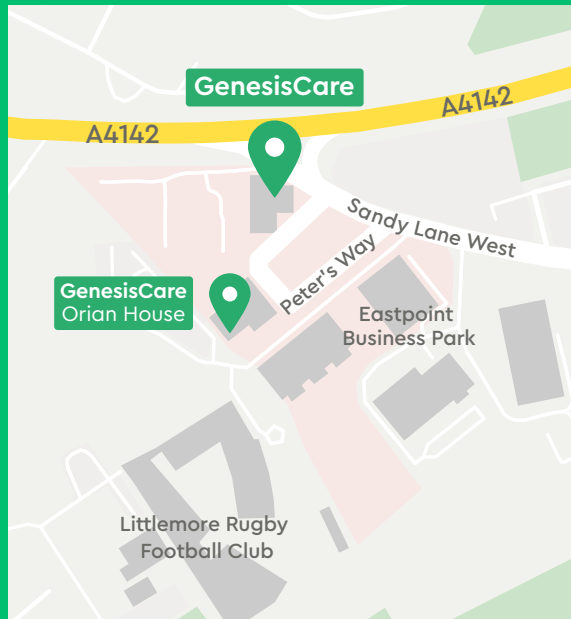 GenesisCare
A4142
A4142
Sandy Lane West
Peter's Way
GenesisCare
Orian House
Eastpoint
Business Park
Littlemore Rugby
Football Club